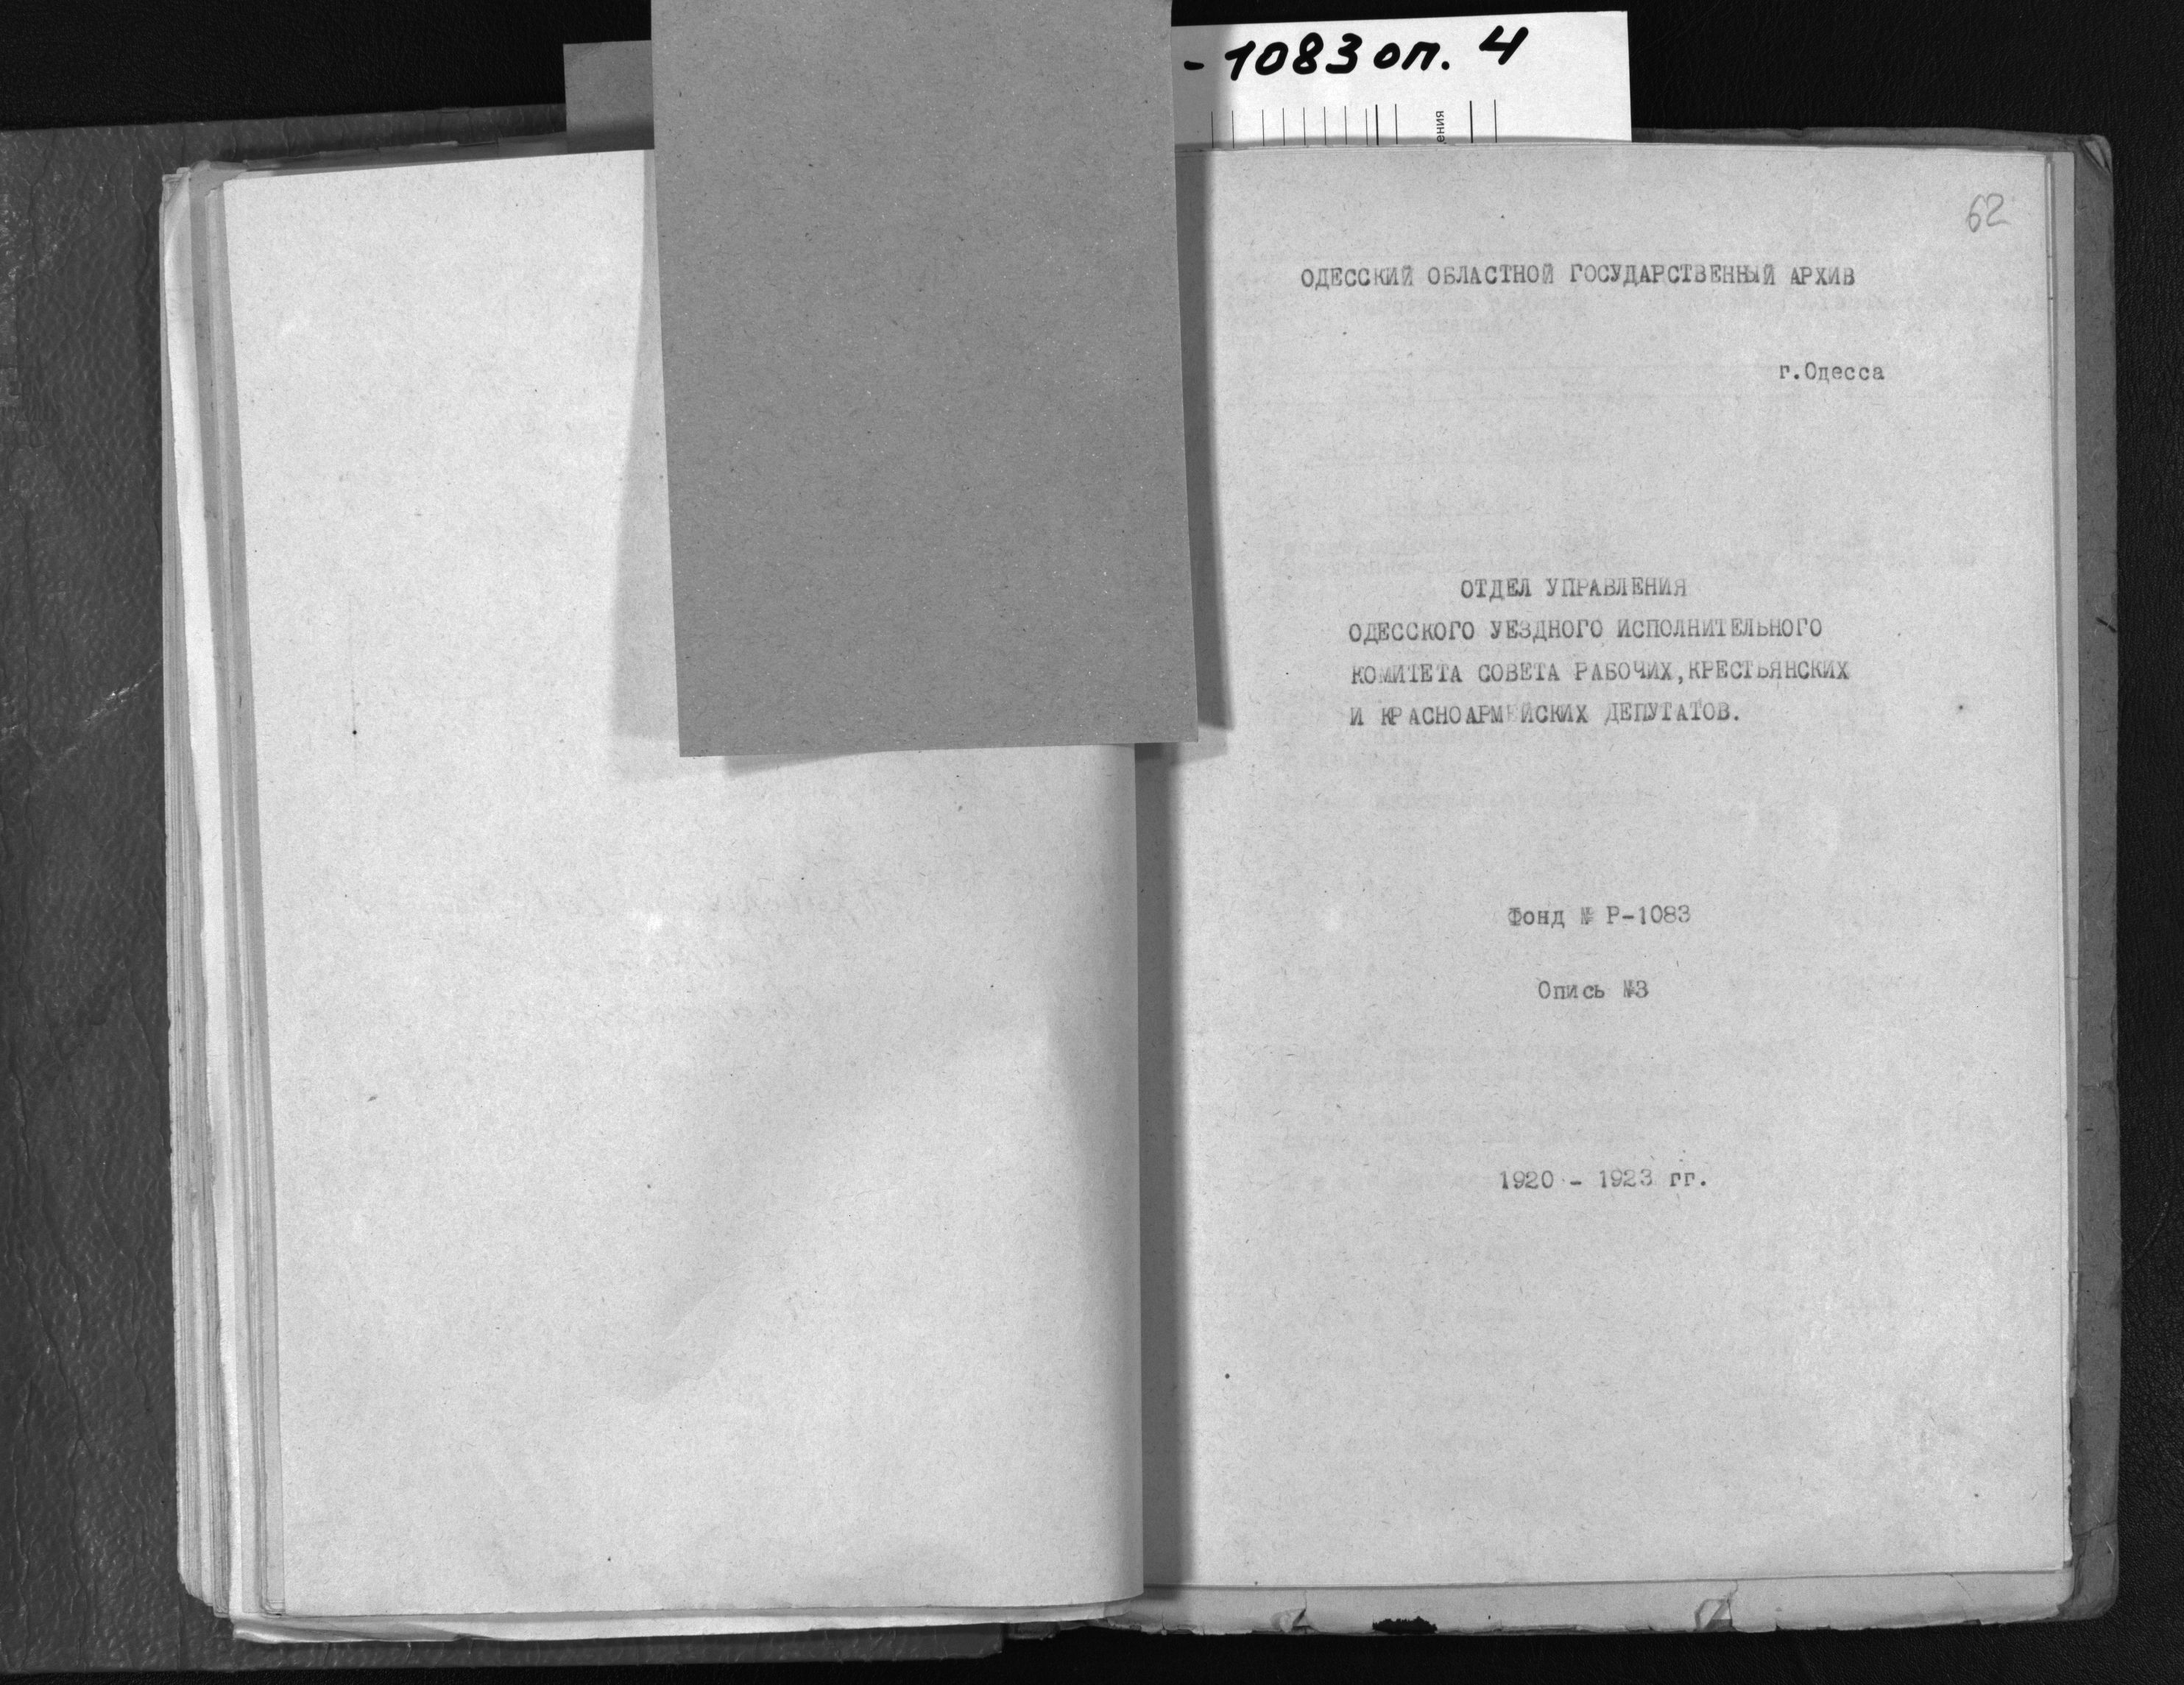 - 1083 оп. 4
ения
62
ОДЕССКИЙ ОБЛАСТНОЙ ГОСУДАРСТВЕННЫЙ АРХИВ
г.Одесса
ОТДЕЛ УПРАВЛЕНИЯ
ОДЕССКОГО УЕЗДНОГО ИСПОЛНИТЕЛЬНОГО
КОМИТЕТА СОВЕТА РАБОЧИХ,КРЕСТЬЯНСКИХ
И КРАСНОАРМЕЙСКИХ ДЕПУТАТОВ.
Фонд № Р-1083
Опись №3
1920 - 1923 гг.